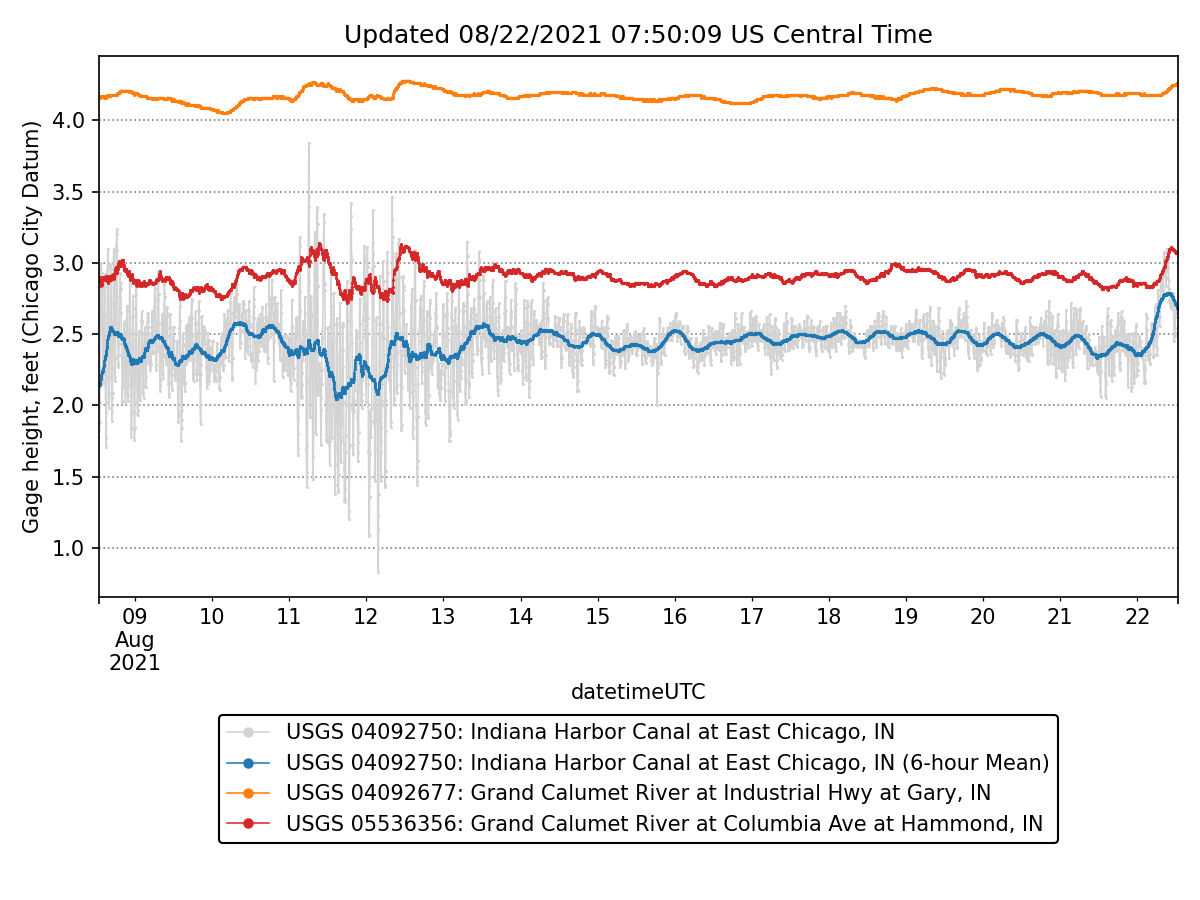 Updated 08/22/2021 07:50:09 US Central Time
Gage height, feet (Chicago City Datum)
4.0
3.5
3.0
2.5
2.0
1.5
1.0
09 10 11 12 13 14 15 16 17 18 19 20 21 22
Aug
2021
datetimeUTC
USGS 04092750: Indiana Harbor Canal at East Chicago, IN
USGS 04092750: Indiana Harbor Canal at East Chicago, IN (6-hour Mean)
USGS 04092677: Grand Calumet River at Industrial Hwy at Gary, IN
USGS 05536356: Grand Calumet River at Columbia Ave at Hammond, IN